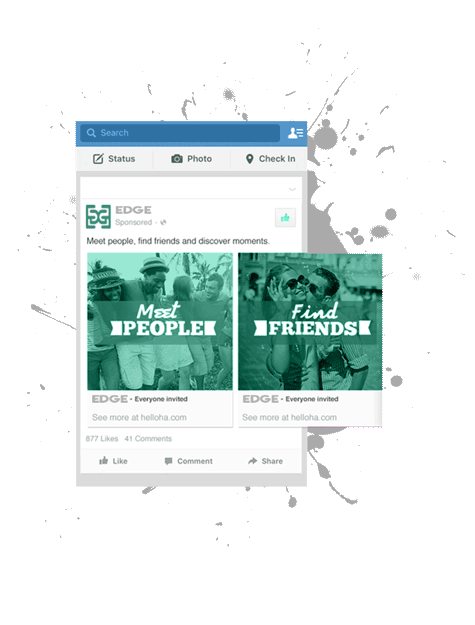 Search
Status Photo Check In
EDGE
Sponsored ·
Meet people, find friends and discover moments.
Meet
PEOPLE
Find
FRIENDS
EDGE - Everyone invited
See more at helloha.com
EDGE - Everyone invited
See more at helloha.com
877 Likes 41 Comments
Like Comment Share